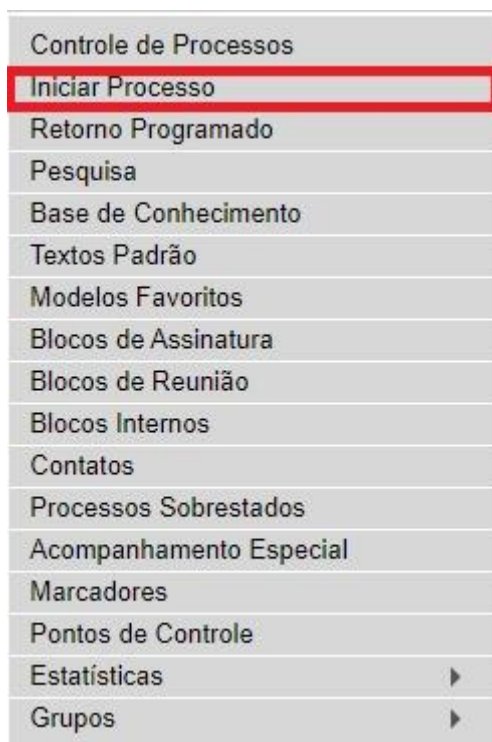 Controle de Processos
Iniciar Processo
Retorno Programado
Pesquisa
Base de Conhecimento
Textos Padrão
Modelos Favoritos
Blocos de Assinatura
Blocos de Reunião
Blocos Internos
Contatos
Processos Sobrestados
Acompanhamento Especial
Marcadores
Pontos de Controle
Estatísticas
Grupos